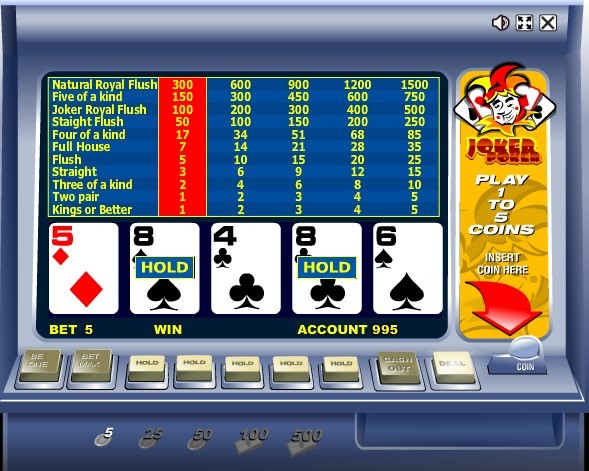 Natural Royal Flush 300 600 900 1200 1500
Five of a kind 150 300 450 600 750
Joker Royal Flush 100 200 300 400 500
Staight Flush 50 100 150 200 250
Four of a kind 17 34 51 68 85
Full House 7 14 21 28 35
Flush 5 10 15 20 25
Straight 3 6 9 12 15
Three of a kind 2 4 6 8 10
Two pair 1 2 3 4 5
Kings or Better 1 2 3 4 5
JOKER
POKER
PLAY
1
TO
5
COINS
INSERT
COIN HERE
5 8 4 8 6
HOLD HOLD
BET 5 WIN ACCOUNT 995
BE ONE
BET MAX
HOLD HOLD HOLD HOLD HOLD
CASH OUT
DEAL
COIN
5 25 50 100 500